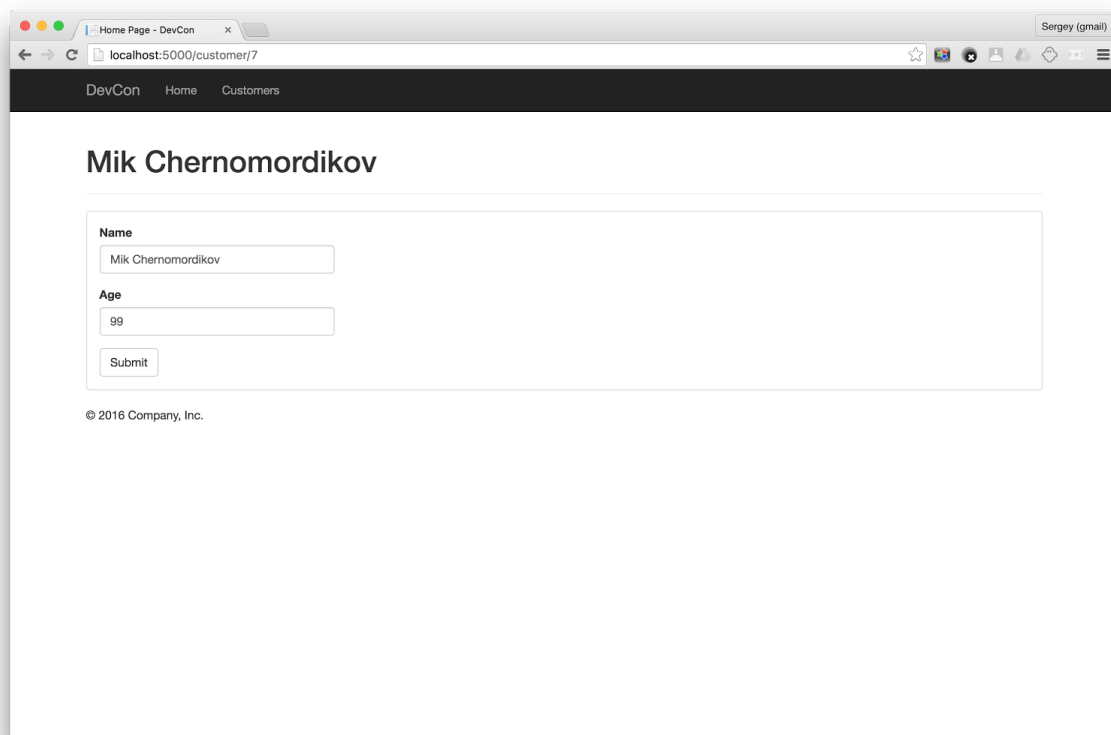 Home Page - DevCon
Sergey (gmail)
localhost:5000/customer/7
DevCon Home Customers
Mik Chernomordikov
Name
Mik Chernomordikov
Age
99
Submit
© 2016 Company, Inc.